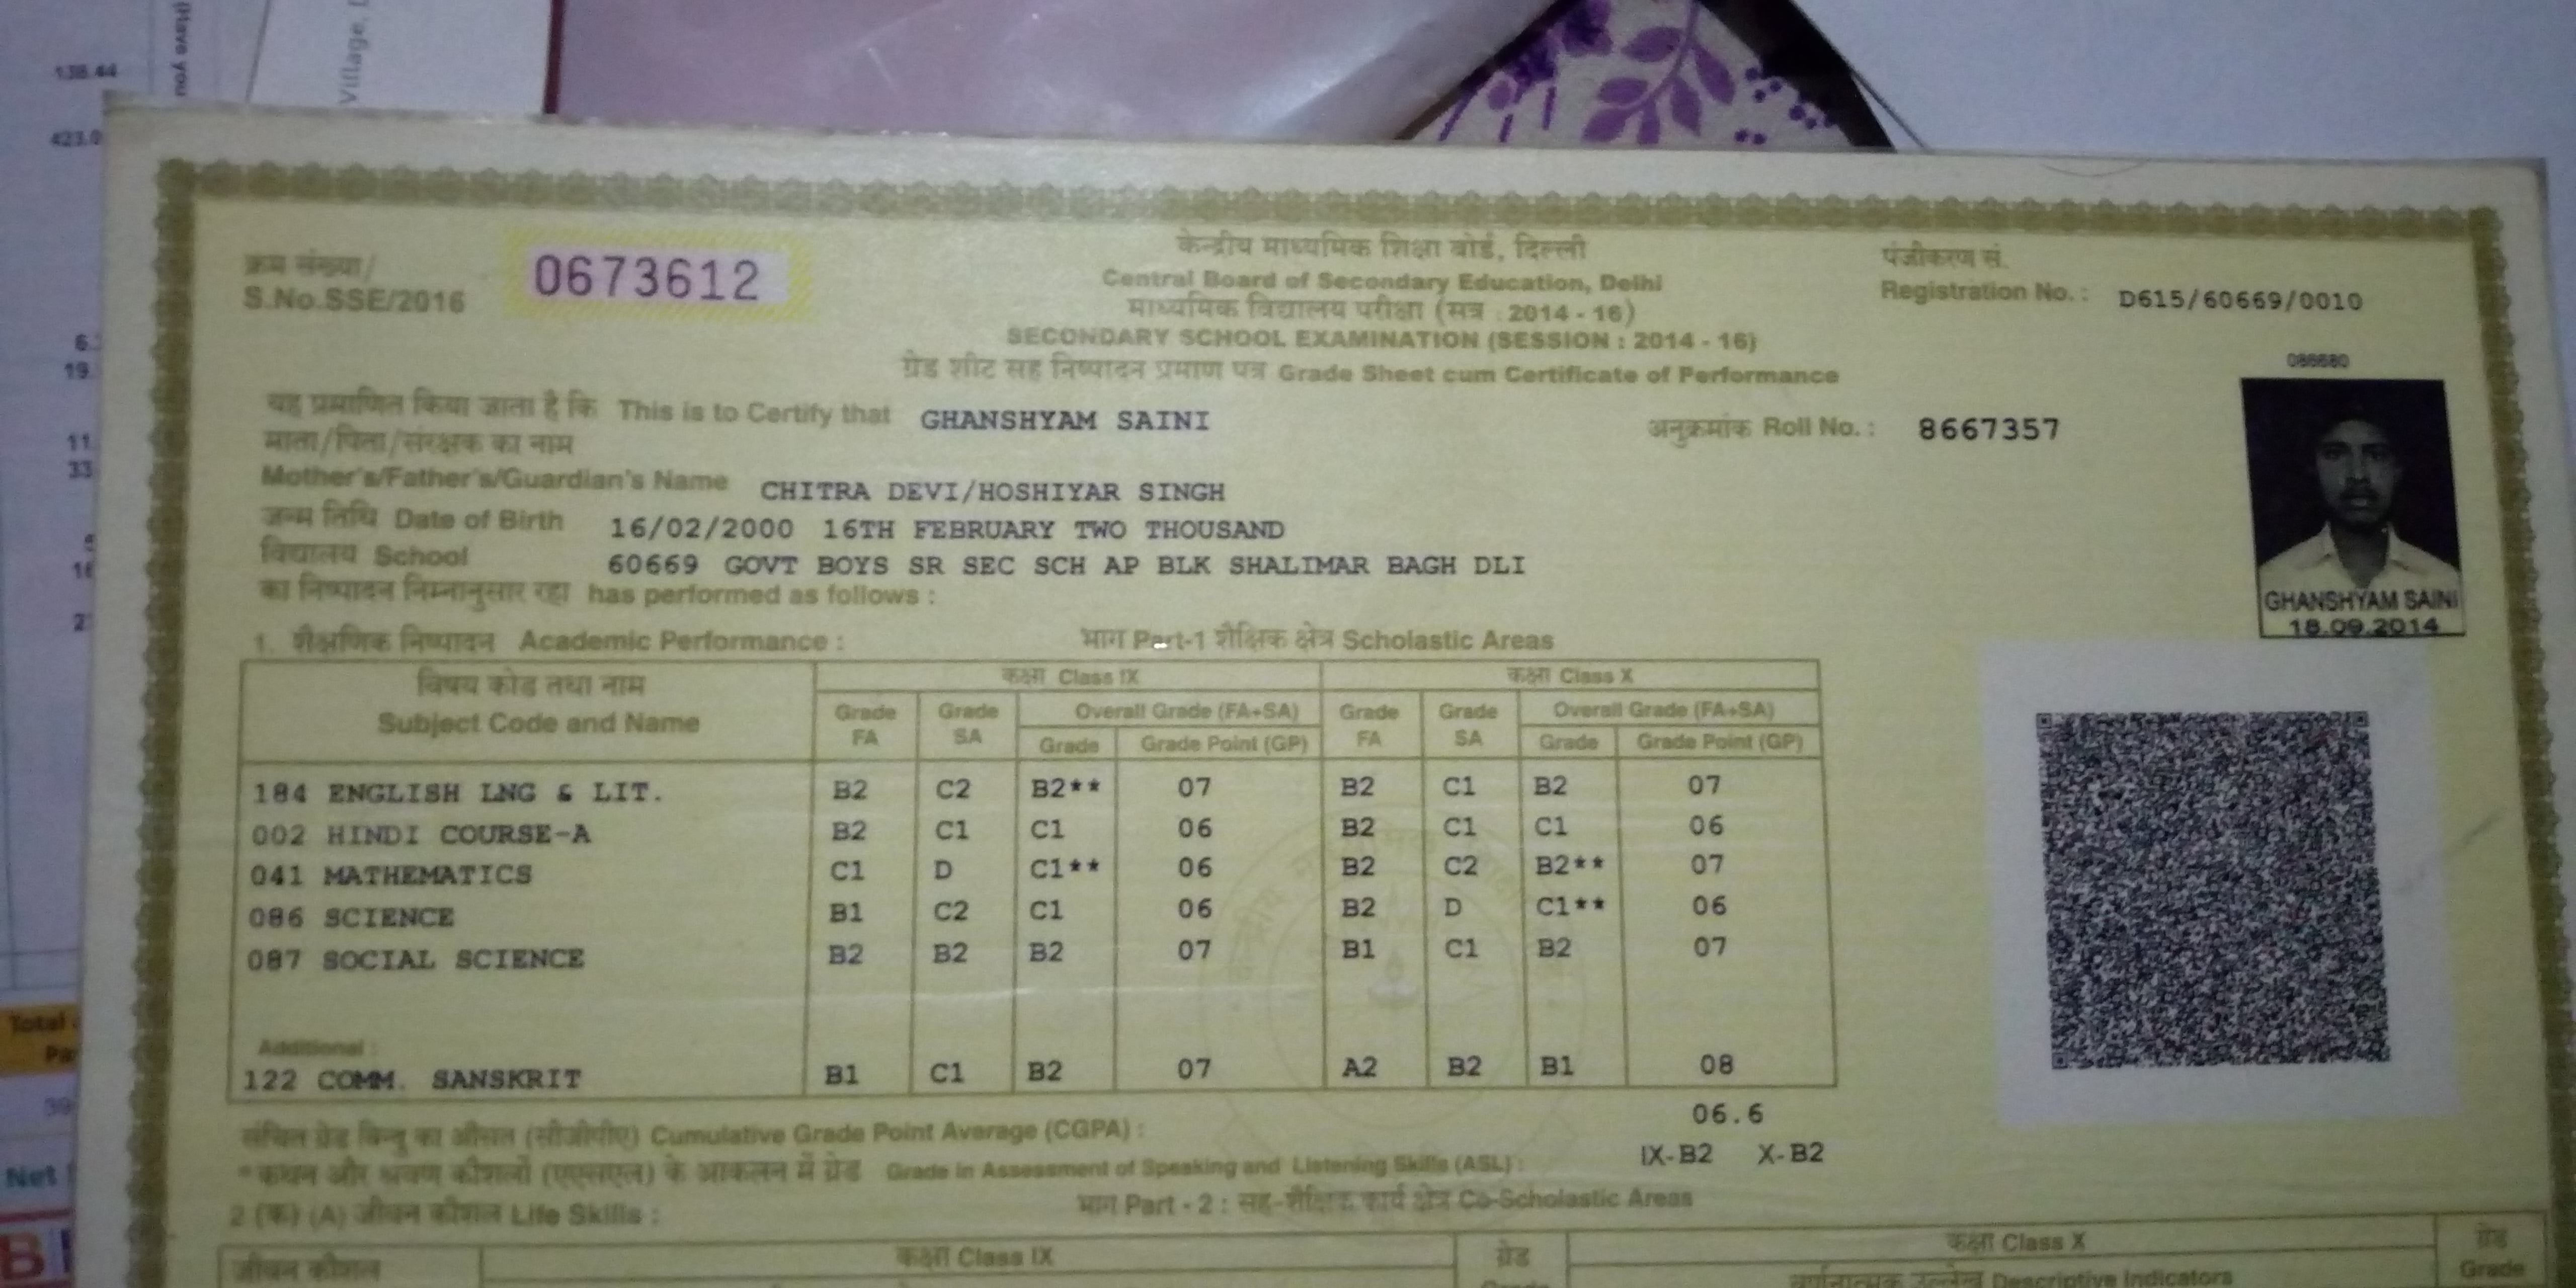 138.44
(Have you
Village,
423.0
क्रम संख्या/
S.No.SSE/2016
0673612
केन्द्रीय माध्यमिक शिक्षा बोर्ड, दिल्ली
Central Board of Secondary Education, Delhi
माध्यमिक विद्यालय परीक्षा (सत्र : 2014 - 16)
SECONDARY SCHOOL EXAMINATION (SESSION : 2014 - 16)
ग्रेड शीट सह निष्पादन प्रमाण पत्र Grade Sheet cum Certificate of Performance
पंजीकरण सं.
Registration No. : D615/60669/0010
086680
यह प्रमाणित किया जाता है कि This is to Certify that GHANSHYAM SAINI
अनुक्रमांक Roll No. : 8667357
माता/पिता/संरक्षक का नाम
Mother's/Father's/Guardian's Name CHITRA DEVI/HOSHIYAR SINGH
जन्म तिथि Date of Birth 16/02/2000 16TH FEBRUARY TWO THOUSAND
विद्यालय School 60669 GOVT BOYS SR SEC SCH AP BLK SHALIMAR BAGH DLI
का निष्पादन निम्नानुसार रहा has performed as follows :
GHANSHYAM SAINI
18.09.2014
1. शैक्षणिक निष्पादन Academic Performance : भाग Part-1 शैक्षिक क्षेत्र Scholastic Areas
विषय कोड तथा नाम
Subject Code and Name
कक्षा Class IX कक्षा Class X
Grade FA Grade SA Overall Grade (FA+SA) Grade FA Grade SA Overall Grade (FA+SA)
Grade Grade Point (GP) Grade Grade Point (GP)
184 ENGLISH LNG & LIT. B2 C2 B2** 07 B2 C1 B2 07
002 HINDI COURSE-A B2 C1 C1 06 B2 C1 C1 06
041 MATHEMATICS C1 D C1** 06 B2 C2 B2** 07
086 SCIENCE B1 C2 C1 06 B2 D C1** 06
087 SOCIAL SCIENCE B2 B2 B2 07 B1 C1 B2 07
Additional :
122 COMM. SANSKRIT B1 C1 B2 07 A2 B2 B1 08
संचित ग्रेड बिन्दु का औसत (सीजीपीए) Cumulative Grade Point Average (CGPA) : 06.6
* कथन और श्रवण कौशलों (एएसएल) के आकलन में ग्रेड Grade in Assessment of Speaking and Listening Skills (ASL) : IX-B2 X-B2
भाग Part - 2 : सह-शैक्षिक कार्य क्षेत्र Co-Scholastic Areas
2 (क) (A) जीवन कौशल Life Skills :
जीवन कौशल कक्षा Class IX ग्रेड कक्षा Class X ग्रेड
वर्णनात्मक उल्लेख Descriptive Indicators Grade
Total
Net